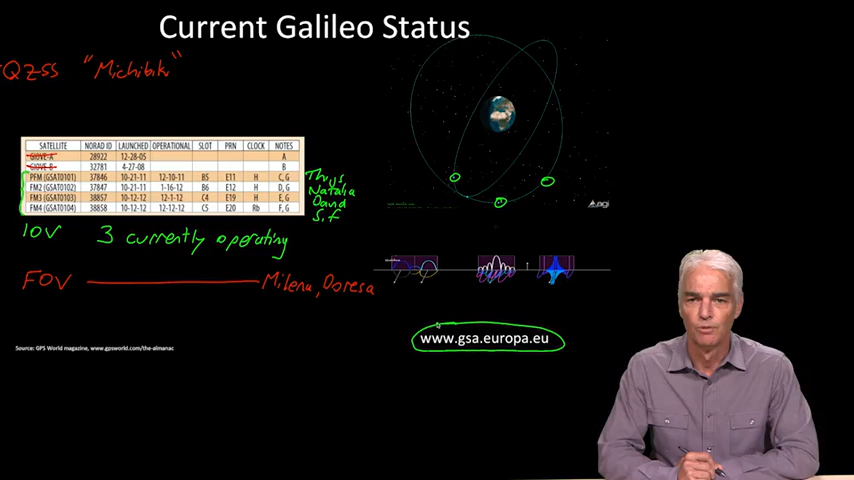 Current Galileo Status
QZSS "Michibiki"
SATELLITE NORAD ID LAUNCHED OPERATIONAL SLOT PRN CLOCK NOTES
GIOVE-A 28922 12-28-05 A
GIOVE-B 32781 4-27-08 B
PFM (GSAT0101) 37846 10-21-11 12-10-11 B5 E11 H C, G
FM2 (GSAT0102) 37847 10-21-11 1-16-12 B6 E12 H D, G
FM3 (GSAT0103) 38857 10-12-12 12-1-12 C4 E19 H E, G
FM4 (GSAT0104) 38858 10-12-12 12-12-12 C5 E20 Rb F, G
Thijs
Natalia
David
Sif
IOV 3 currently operating
FOV Milena, Doresa
agi
www.gsa.europa.eu
Source: GPS World magazine, www.gpsworld.com/the-almanac